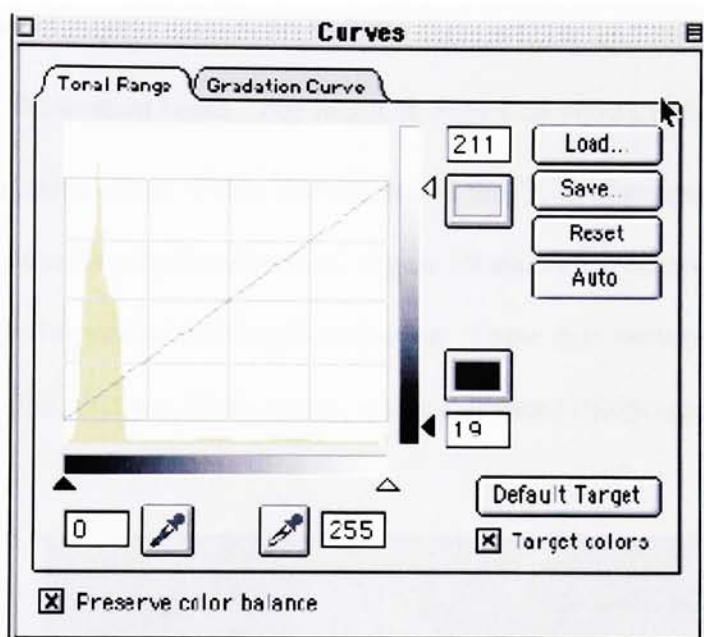 Curves
Tonal Range
Gradation Curve
211
Load...
Save...
Reset
Auto
19
Default Target
0
255
Target colors
Preserve color balance